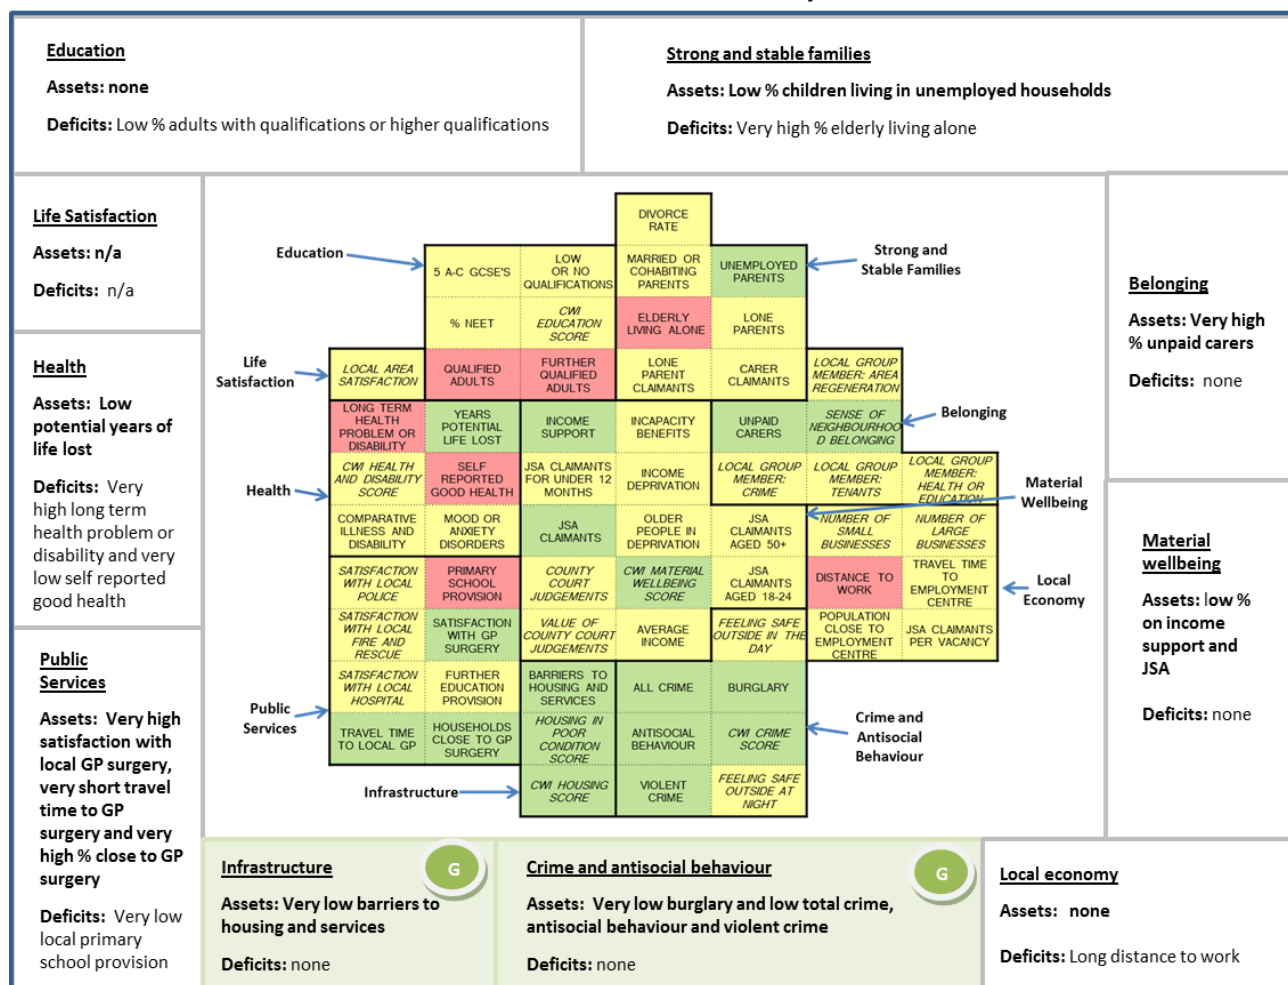 Education
Assets: none
Deficits: Low % adults with qualifications or higher qualifications
Strong and stable families
Assets: Low % children living in unemployed households
Deficits: Very high % elderly living alone
Life Satisfaction
Assets: n/a
Deficits: n/a
Health
Assets: Low
potential years of
life lost
Deficits: Very
high long term
health problem or
disability and very
low self reported
good health
Public
Services
Assets: Very high
satisfaction with
local GP surgery,
very short travel
time to GP
surgery and very
high % close to GP
surgery
Deficits: Very low
local primary
school provision
Education
Life
Satisfaction
Health
Public
Services
Infrastructure
Strong and
Stable Families
Belonging
Material
Wellbeing
Local
Economy
Crime and
Antisocial
Behaviour
DIVORCE
RATE
5 A-C GCSE'S
LOW
OR NO
QUALIFICATIONS
MARRIED OR
COHABITING
PARENTS
UNEMPLOYED
PARENTS
% NEET
CWI
EDUCATION
SCORE
ELDERLY
LIVING ALONE
LONE
PARENTS
LOCAL AREA
SATISFACTION
QUALIFIED
ADULTS
FURTHER
QUALIFIED
ADULTS
LONE
PARENT
CLAIMANTS
CARER
CLAIMANTS
LOCAL GROUP
MEMBER: AREA
REGENERATION
LONG TERM
HEALTH
PROBLEM OR
DISABILITY
YEARS
POTENTIAL
LIFE LOST
INCOME
SUPPORT
INCAPACITY
BENEFITS
UNPAID
CARERS
SENSE OF
NEIGHBOURHOO
D BELONGING
CWI HEALTH
AND DISABILITY
SCORE
SELF
REPORTED
GOOD HEALTH
JSA CLAIMANTS
FOR UNDER 12
MONTHS
INCOME
DEPRIVATION
LOCAL GROUP
MEMBER: CRIME
LOCAL GROUP
MEMBER:
TENANTS
LOCAL GROUP
MEMBER:
HEALTH OR
EDUCATION
COMPARATIVE
ILLNESS AND
DISABILITY
MOOD OR
ANXIETY
DISORDERS
JSA
CLAIMANTS
OLDER
PEOPLE IN
DEPRIVATION
JSA
CLAIMANTS
AGED 50+
NUMBER OF
SMALL
BUSINESSES
NUMBER OF
LARGE
BUSINESSES
SATISFACTION
WITH LOCAL
POLICE
PRIMARY
SCHOOL
PROVISION
COUNTY
COURT
JUDGEMENTS
CWI MATERIAL
WELLBEING
SCORE
JSA
CLAIMANTS
AGED 18-24
DISTANCE TO
WORK
TRAVEL TIME
TO
EMPLOYMENT
CENTRE
SATISFACTION
WITH LOCAL
FIRE AND
RESCUE
SATISFACTION
WITH GP
SURGERY
VALUE OF
COUNTY COURT
JUDGEMENTS
AVERAGE
INCOME
FEELING SAFE
OUTSIDE IN THE
DAY
POPULATION
CLOSE TO
EMPLOYMENT
CENTRE
JSA CLAIMANTS
PER VACANCY
SATISFACTION
WITH LOCAL
HOSPITAL
FURTHER
EDUCATION
PROVISION
BARRIERS TO
HOUSING AND
SERVICES
ALL CRIME
BURGLARY
TRAVEL TIME
TO LOCAL GP
HOUSEHOLDS
CLOSE TO GP
SURGERY
HOUSING IN
POOR
CONDITION
SCORE
ANTISOCIAL
BEHAVIOUR
CWI CRIME
SCORE
CWI HOUSING
SCORE
VIOLENT
CRIME
FEELING SAFE
OUTSIDE AT
NIGHT
Belonging
Assets: Very high
% unpaid carers
Deficits: none
Material
wellbeing
Assets: low %
on income
support and
JSA
Deficits: none
Infrastructure
G
Assets: Very low barriers to
housing and services
Deficits: none
Crime and antisocial behaviour
G
Assets: Very low burglary and low total crime,
antisocial behaviour and violent crime
Deficits: none
Local economy
Assets: none
Deficits: Long distance to work